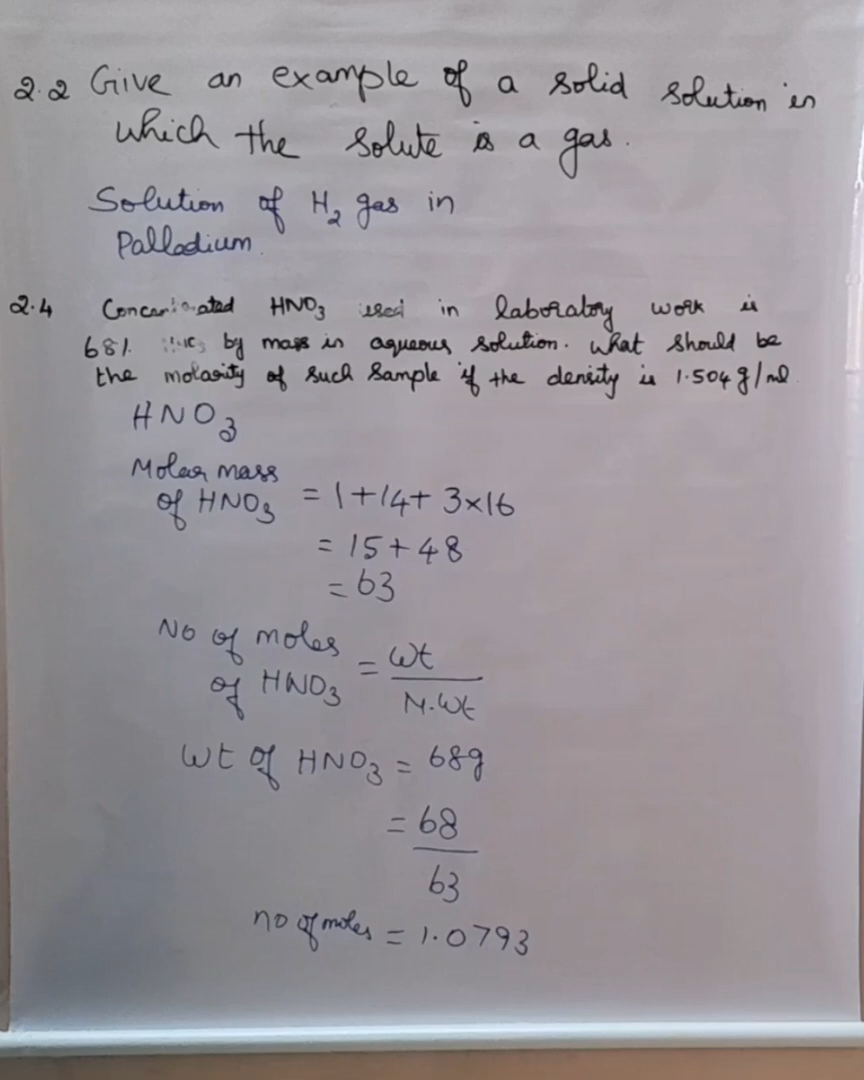 2.2 Give an example of a solid solution in
which the solute is a gas.
Solution of H₂ gas in
Palladium.
2.4 HNO₃ used in laboratory work is
68% by mass in aqueous solution. What should be
the molarity of such sample if the density is 1.504 g/ml
HNO₃
Molar mass
of HNO₃ = 1+14+ 3×16
= 15+48
= 63
No of moles
of HNO₃ = Wt / M.Wt
Wt of HNO₃ = 68g
= 68 / 63
no of moles = 1.0793